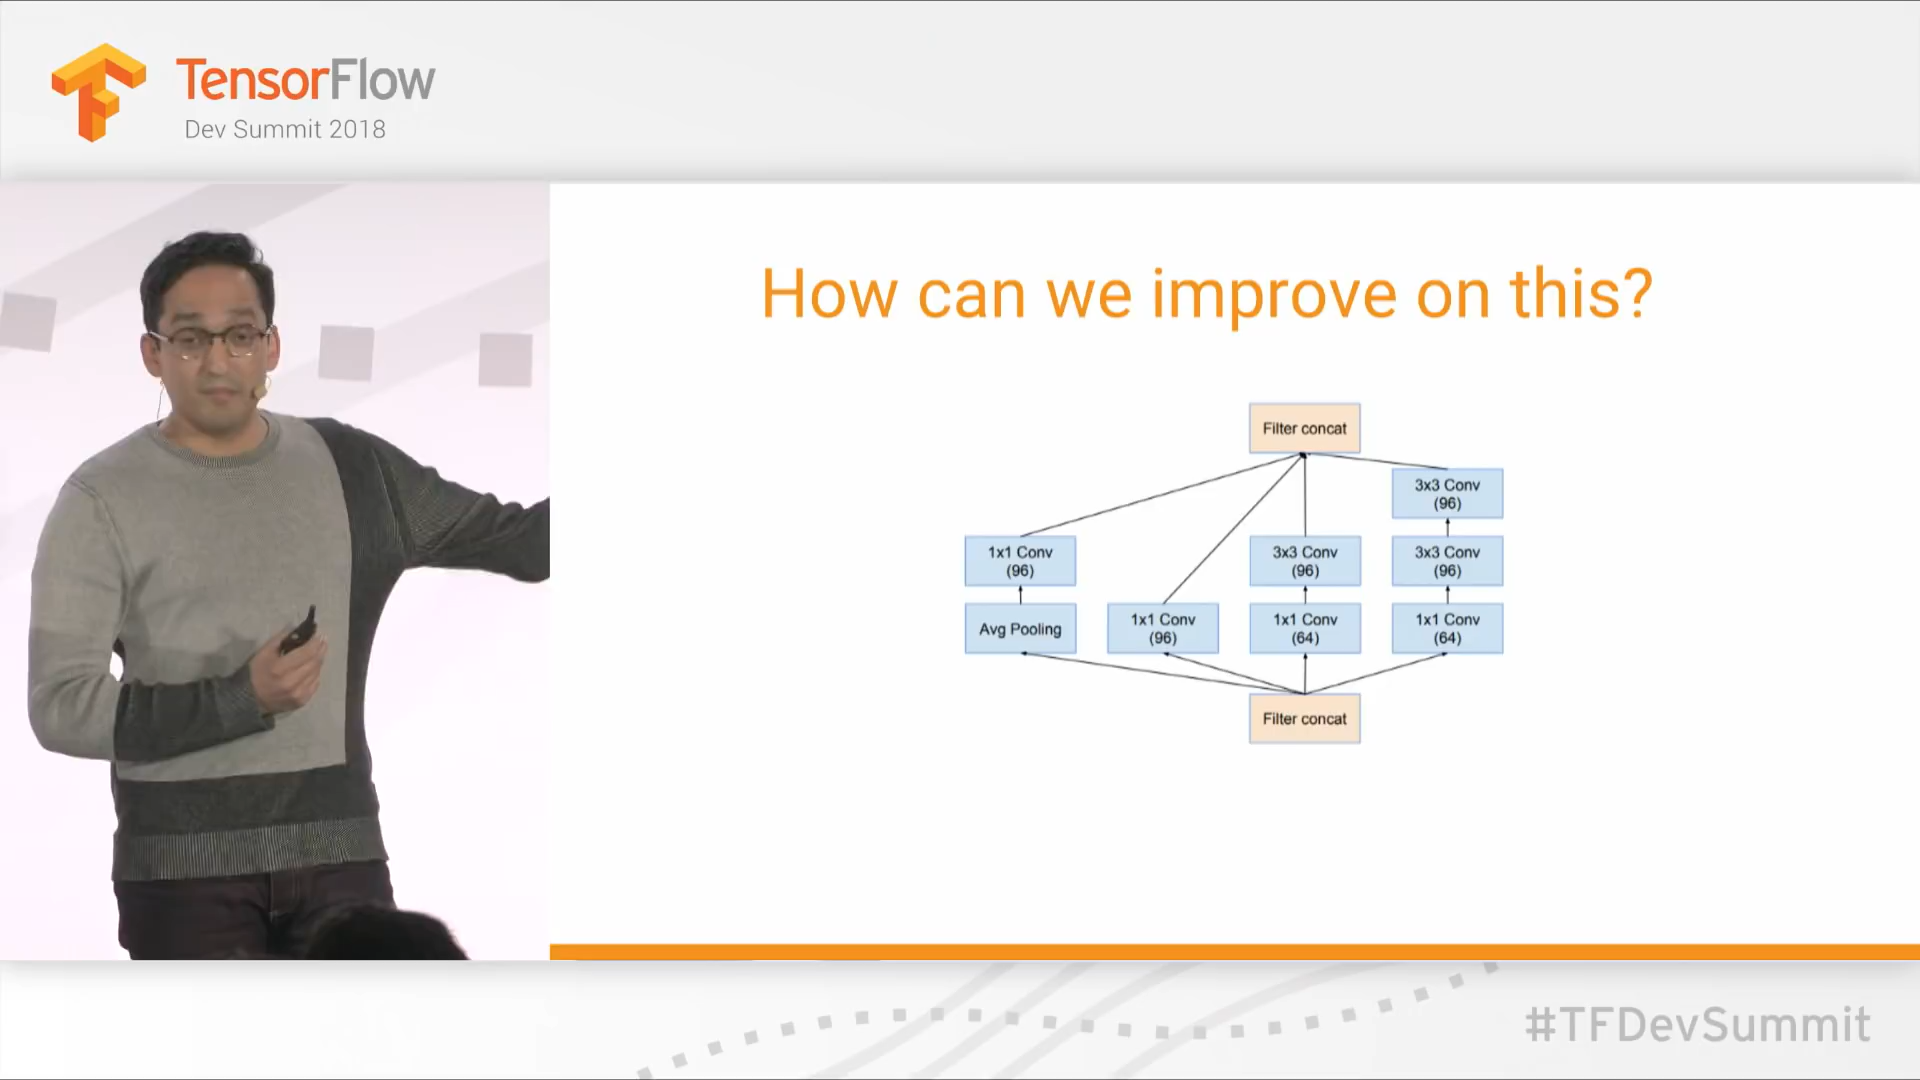 TensorFlow
Dev Summit 2018
How can we improve on this?
Filter concat
3x3 Conv
(96)
1x1 Conv
(96)
3x3 Conv
(96)
3x3 Conv
(96)
Avg Pooling
1x1 Conv
(96)
1x1 Conv
(64)
1x1 Conv
(64)
Filter concat
#TFDevSummit